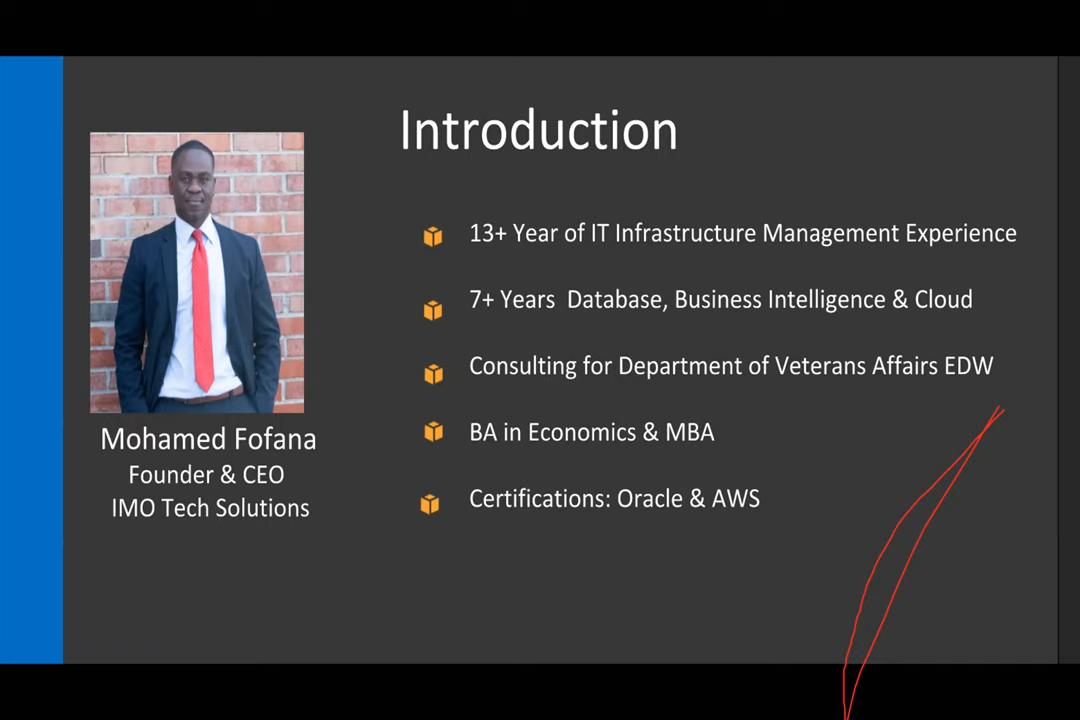 Introduction
13+ Year of IT Infrastructure Management Experience
7+ Years  Database, Business Intelligence & Cloud
Consulting for Department of Veterans Affairs EDW
BA in Economics & MBA
Certifications: Oracle & AWS
Mohamed Fofana
Founder & CEO
IMO Tech Solutions